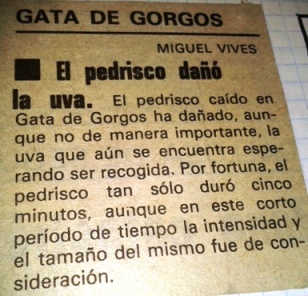 GATA DE GORGOS
MIGUEL VIVES
El pedrisco dañó
la uva. El pedrisco caído en
Gata de Gorgos ha dañado, aun-
que no de manera importante, la
uva que aún se encuentra espe-
rando ser recogida. Por fortuna, el
pedrisco tan sólo duró cinco
minutos, aunque en este corto
período de tiempo la intensidad y
el tamaño del mismo fue de con-
sideración.